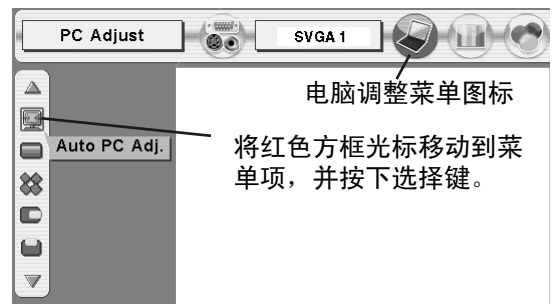 PC Adjust
SVGA 1
电脑调整菜单图标
Auto PC Adj.
将红色方框光标移动到菜
单项，并按下选择键。